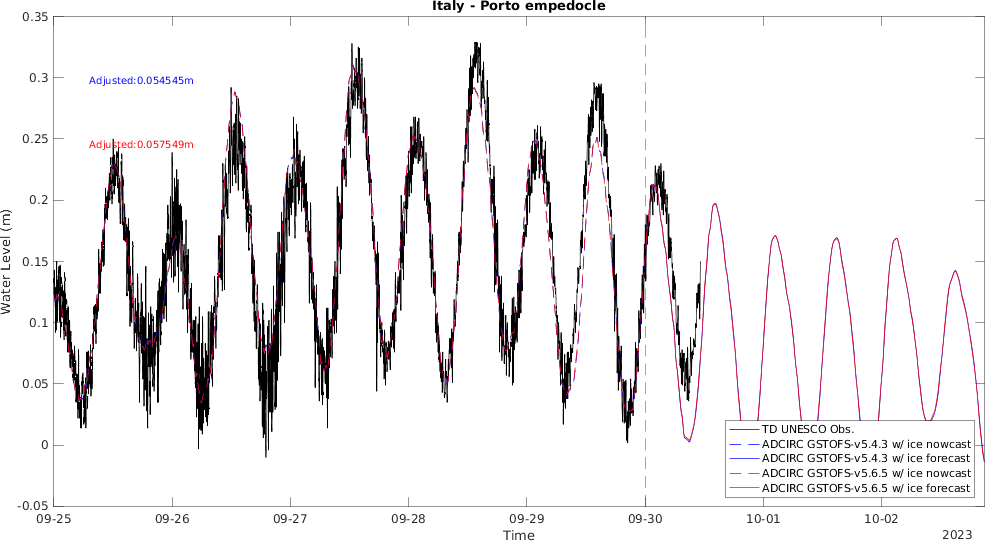 Italy - Porto empedocle
0.35
0.3
0.25
0.2
0.15
0.1
0.05
0
-0.05
Water Level (m)
Adjusted:0.054545m
Adjusted:0.057549m
TD UNESCO Obs.
ADCIRC GSTOFS-v5.4.3 w/ ice nowcast
ADCIRC GSTOFS-v5.4.3 w/ ice forecast
ADCIRC GSTOFS-v5.6.5 w/ ice nowcast
ADCIRC GSTOFS-v5.6.5 w/ ice forecast
09-25 09-26 09-27 09-28 09-29 09-30 10-01 10-02
Time
2023